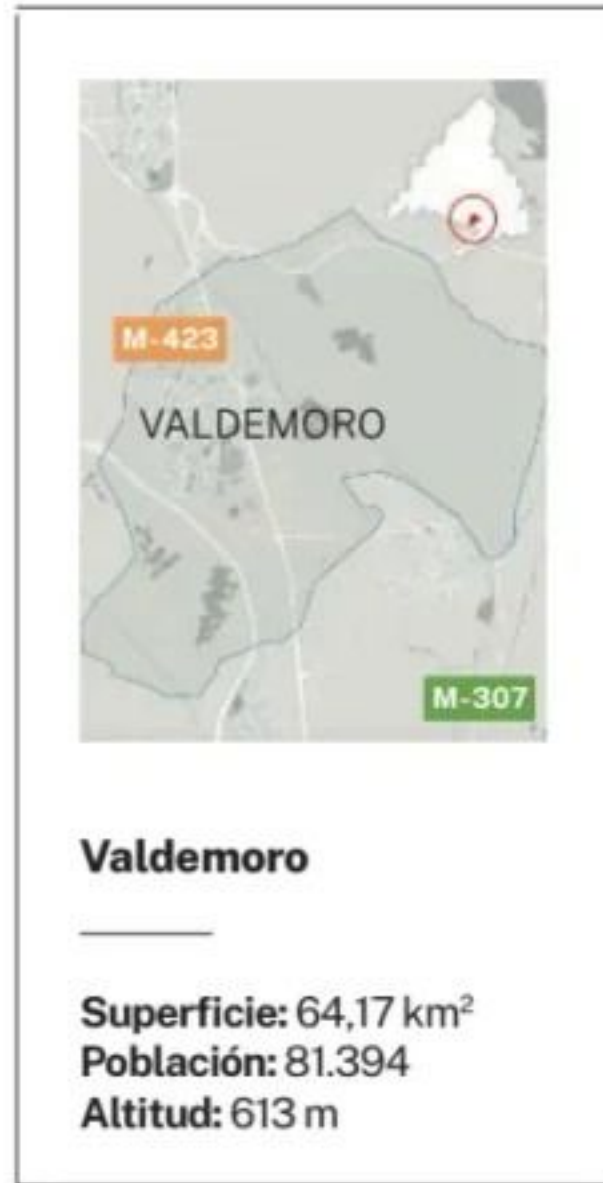 M-423
VALDEMORO
M-307
Valdemoro
Superficie: 64,17 km²
Población: 81.394
Altitud: 613 m